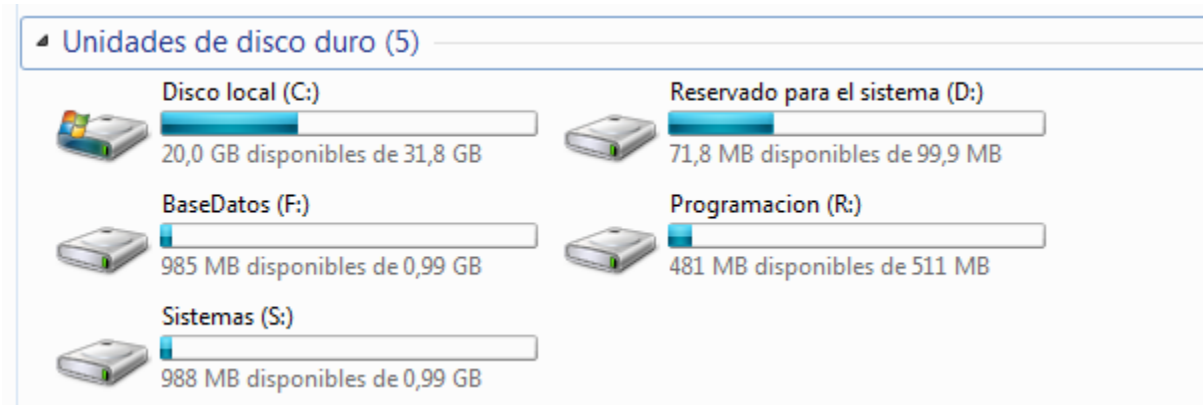 Unidades de disco duro (5)
Disco local (C:)
20,0 GB disponibles de 31,8 GB
Reservado para el sistema (D:)
71,8 MB disponibles de 99,9 MB
BaseDatos (F:)
985 MB disponibles de 0,99 GB
Programacion (R:)
481 MB disponibles de 511 MB
Sistemas (S:)
988 MB disponibles de 0,99 GB